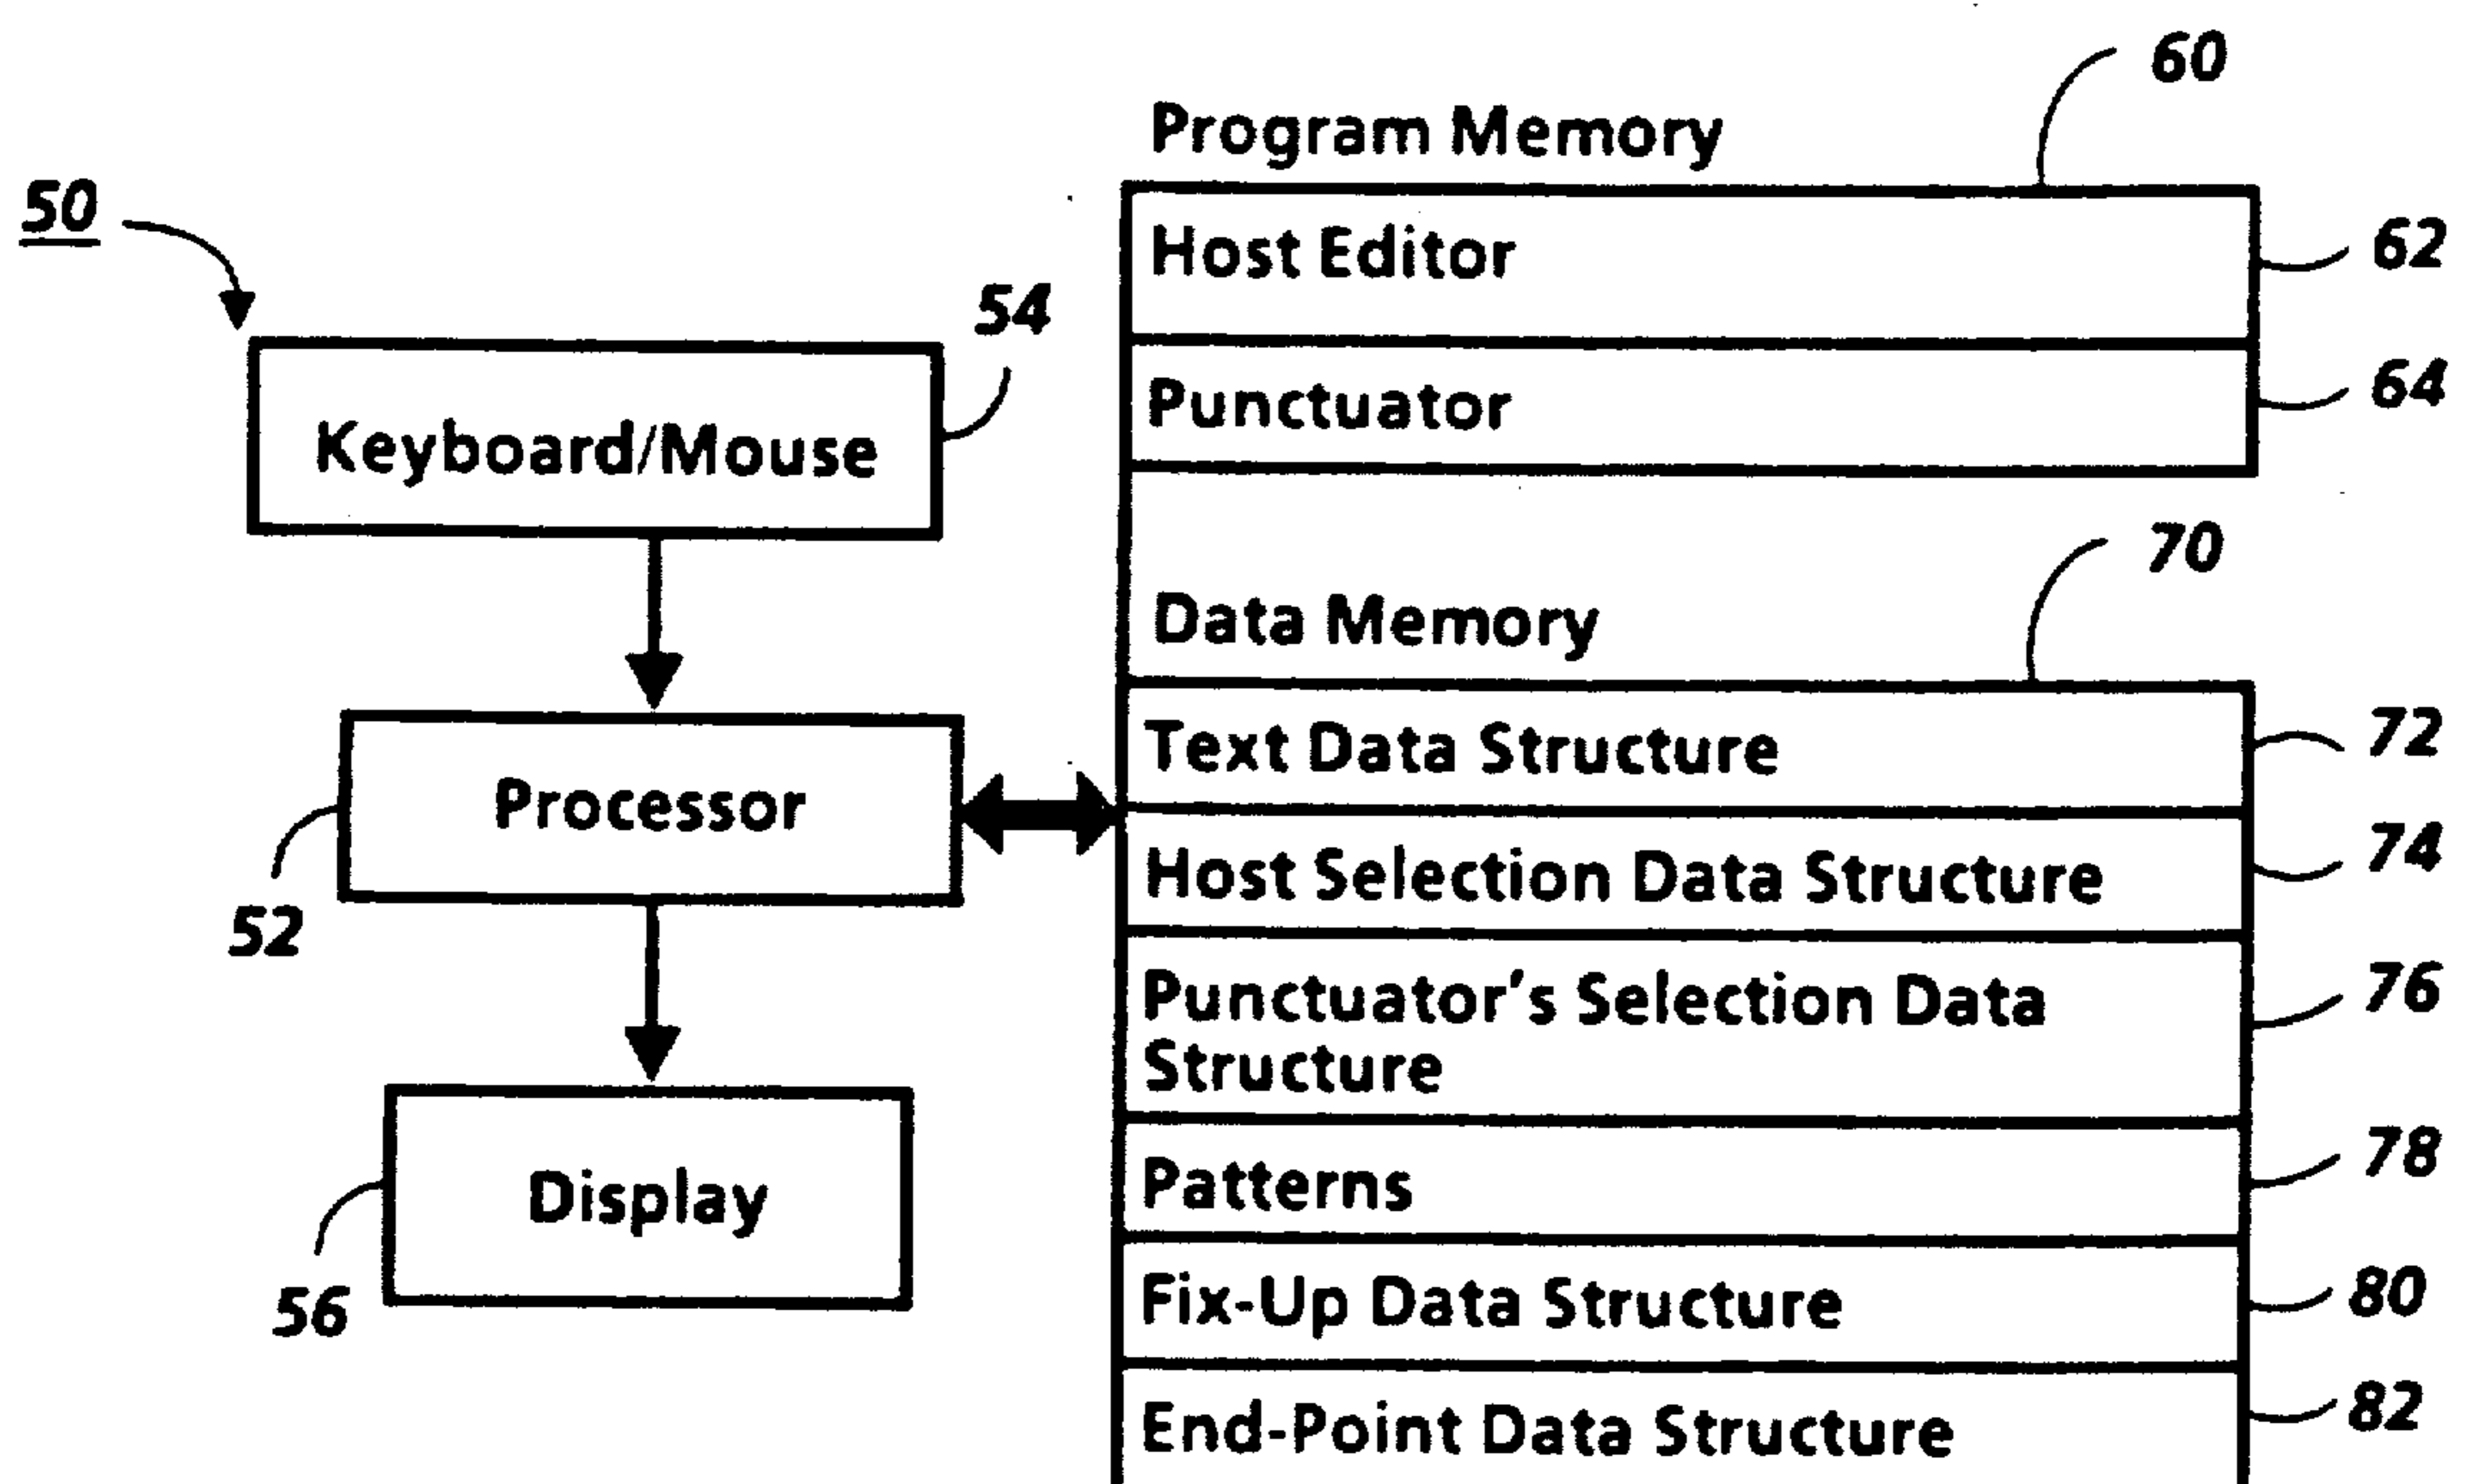 50
54
Keyboard/Mouse
Processor
52
Display
56
60
Program Memory
Host Editor
62
Punctuator
64
70
Data Memory
Text Data Structure
72
Host Selection Data Structure
74
Punctuator's Selection Data
Structure
76
Patterns
78
Fix-Up Data Structure
80
End-Point Data Structure
82